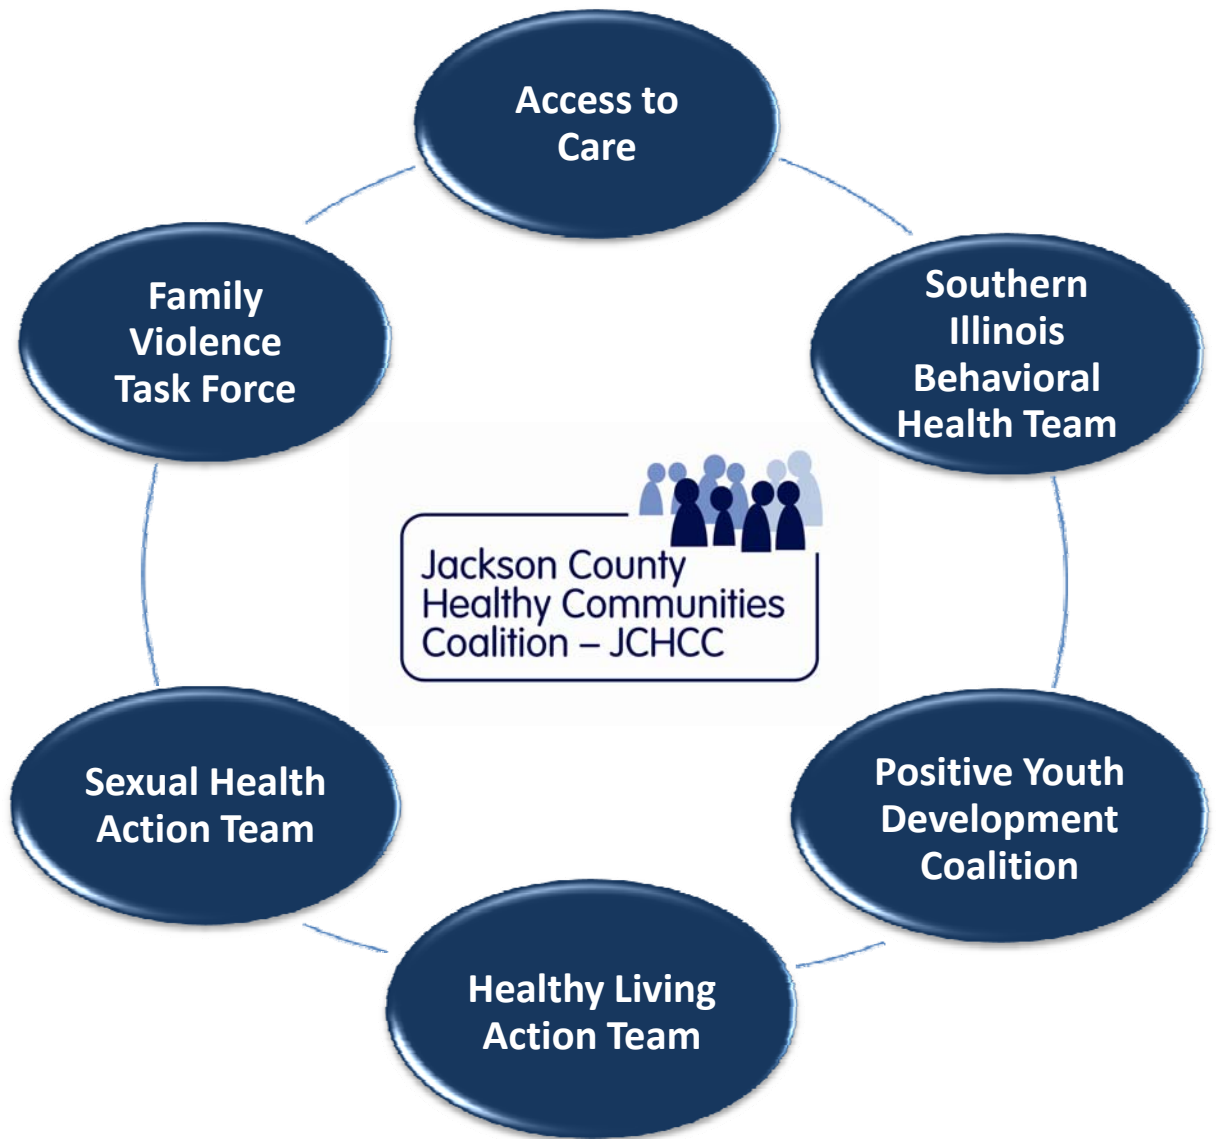 Access to
Care
Southern
Illinois
Behavioral
Health Team
Positive Youth
Development
Coalition
Healthy Living
Action Team
Sexual Health
Action Team
Family
Violence
Task Force
Jackson County
Healthy Communities
Coalition – JCHCC